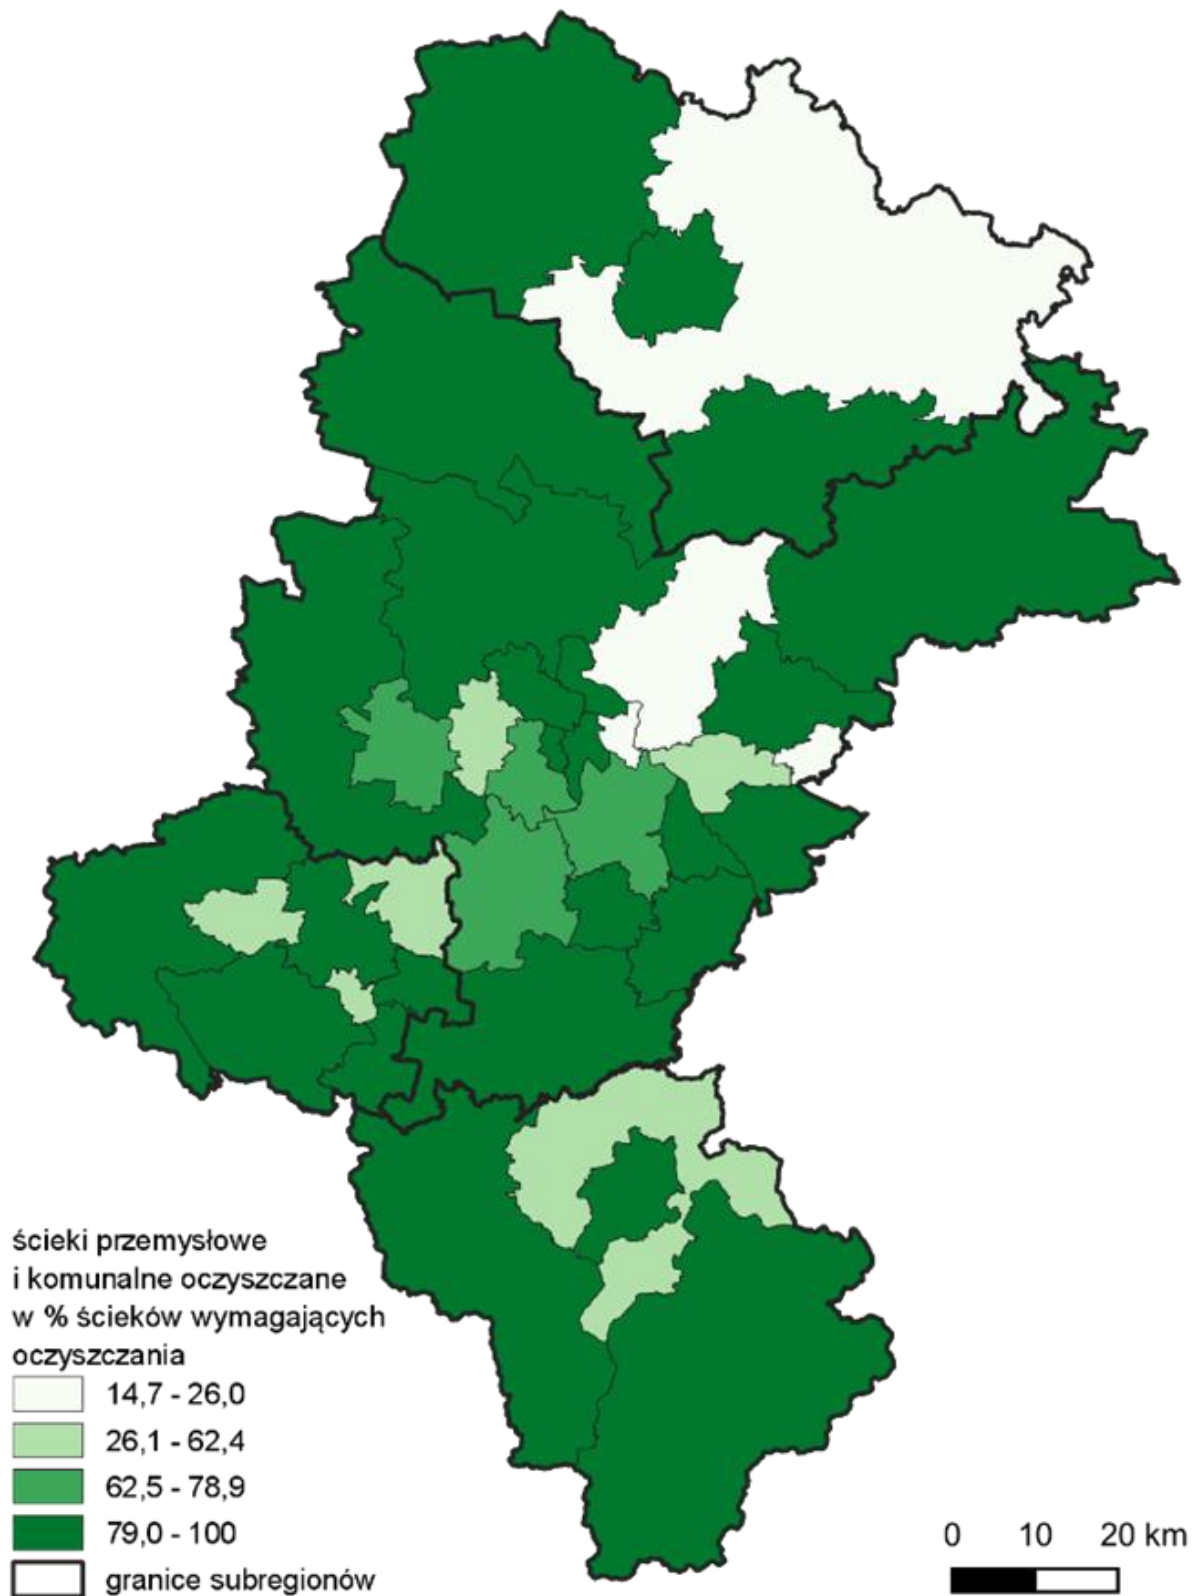 ścieki przemysłowe
i komunalne oczyszczane
w % ścieków wymagających
oczyszczania
14,7 - 26,0
26,1 - 62,4
62,5 - 78,9
79,0 - 100
granice subregionów
0 10 20 km